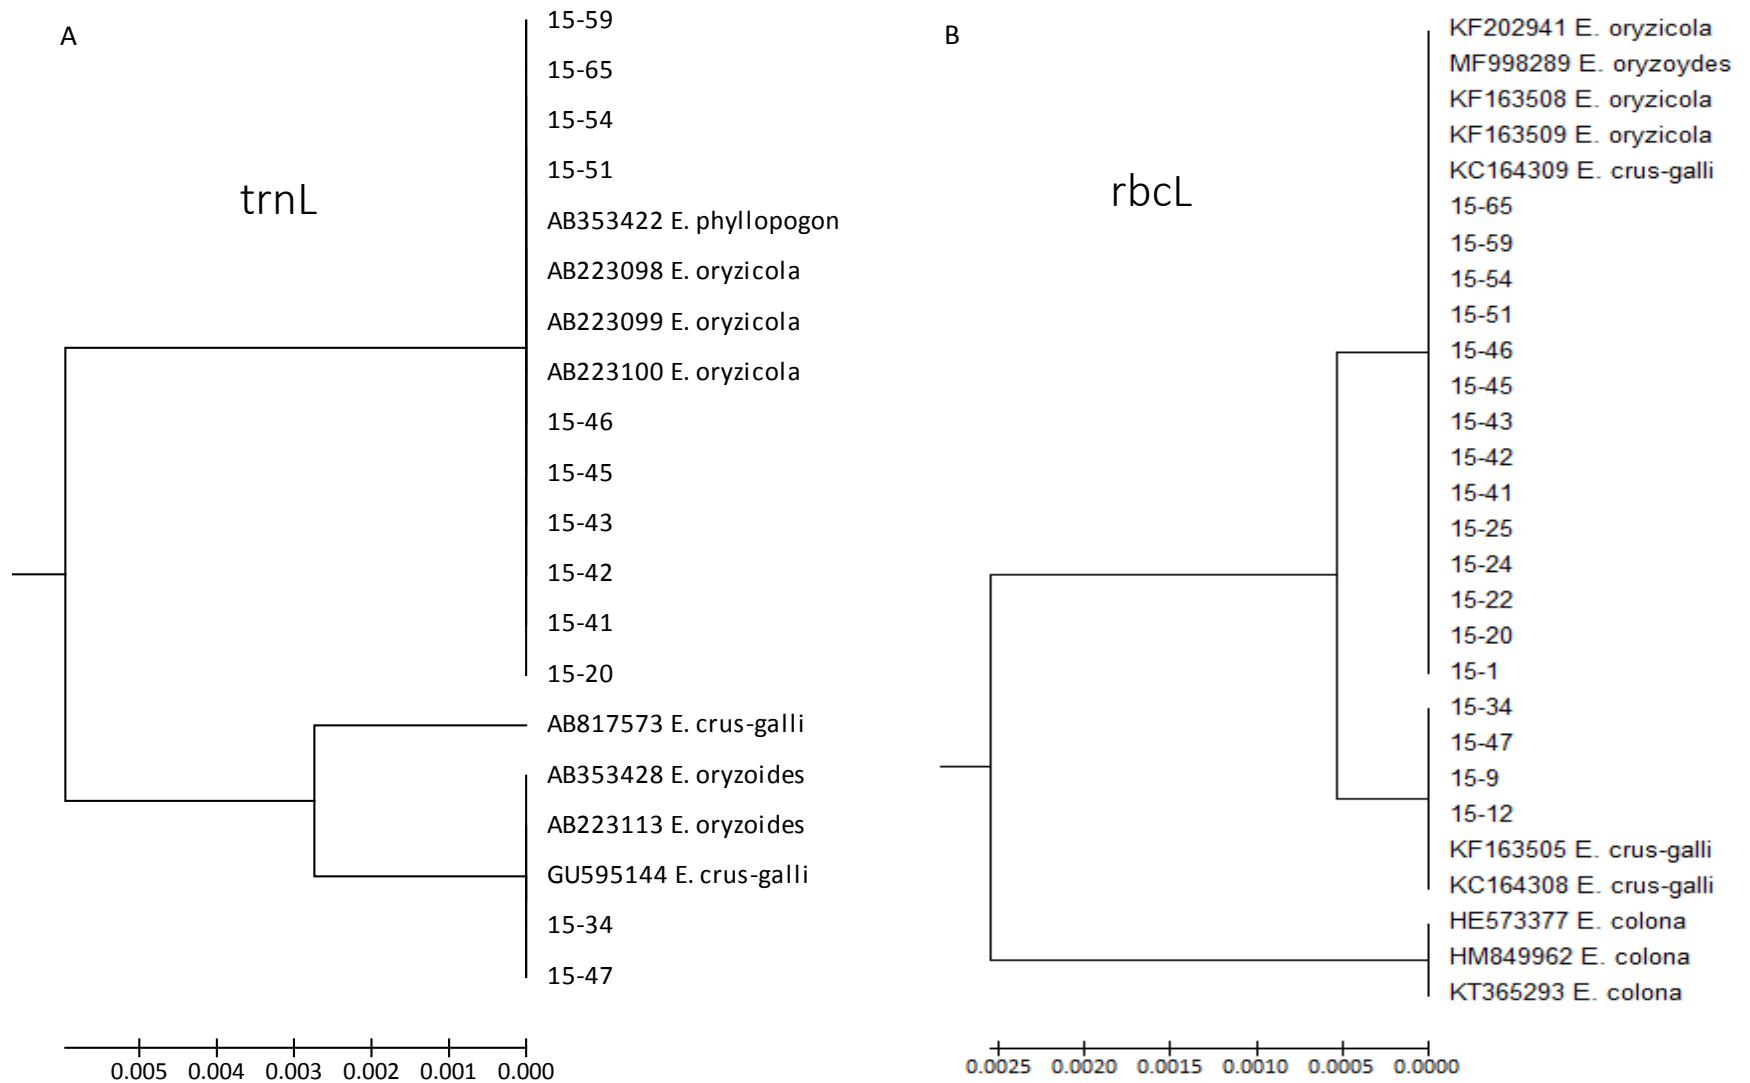 A
trnL
15-59
15-65
15-54
15-51
AB353422 E. phyllopogon
AB223098 E. oryzicola
AB223099 E. oryzicola
AB223100 E. oryzicola
15-46
15-45
15-43
15-42
15-41
15-20
AB817573 E. crus-galli
AB353428 E. oryzoides
AB223113 E. oryzoides
GU595144 E. crus-galli
15-34
15-47
0.005 0.004 0.003 0.002 0.001 0.000
B
rbcL
KF202941 E. oryzicola
MF998289 E. oryzoydes
KF163508 E. oryzicola
KF163509 E. oryzicola
KC164309 E. crus-galli
15-65
15-59
15-54
15-51
15-46
15-45
15-43
15-42
15-41
15-25
15-24
15-22
15-20
15-1
15-34
15-47
15-9
15-12
KF163505 E. crus-galli
KC164308 E. crus-galli
HE573377 E. colona
HM849962 E. colona
KT365293 E. colona
0.0025 0.0020 0.0015 0.0010 0.0005 0.0000